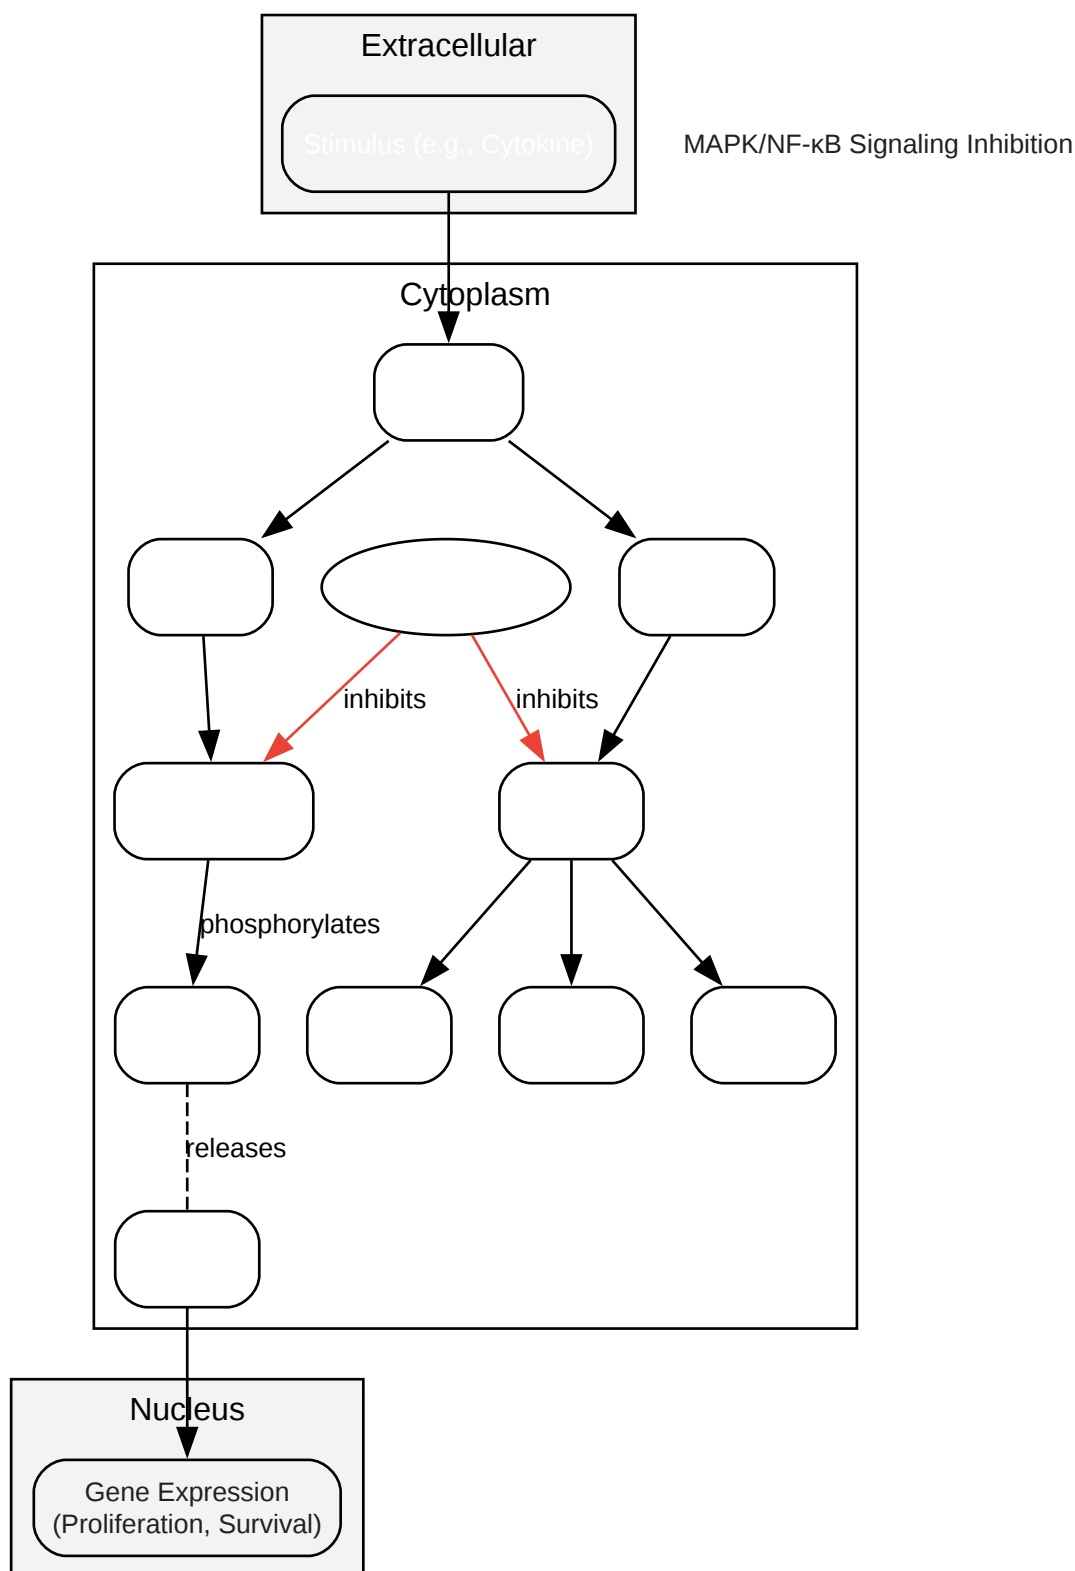 Extracellular
Stimulus (e.g., Cytokine)
MAPK/NF-κB Signaling Inhibition
Cytoplasm
inhibits
inhibits
phosphorylates
releases
Nucleus
Gene Expression
(Proliferation, Survival)